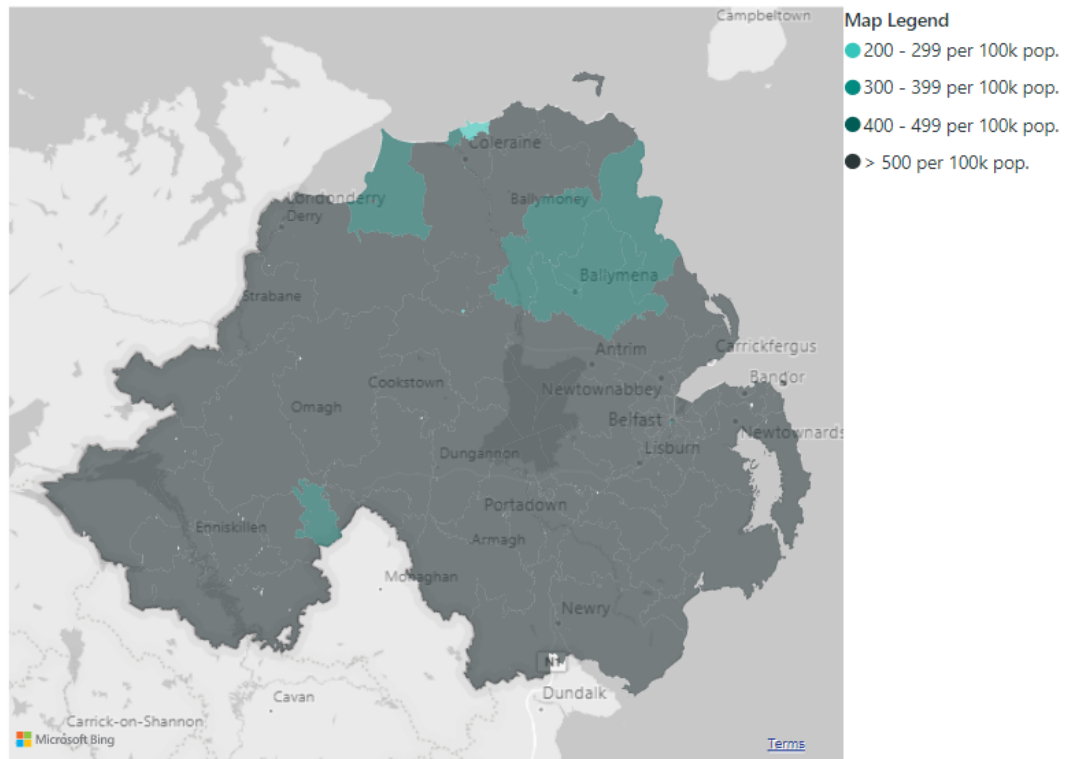 Campbeltown
Map Legend
200 - 299 per 100k pop.
300 - 399 per 100k pop.
400 - 499 per 100k pop.
> 500 per 100k pop.
Coleraine
Londonderry
Derry
Ballymoney
Ballymena
Strabane
Antrim
Carrickfergus
Cookstown
Newtownabbey
Bangor
Omagh
Belfast
Newtownards
Dungannon
Lisburn
Portadown
Enniskillen
Armagh
Monaghan
Newry
N1
Dundalk
Cavan
Carrick-on-Shannon
Microsoft Bing
Terms